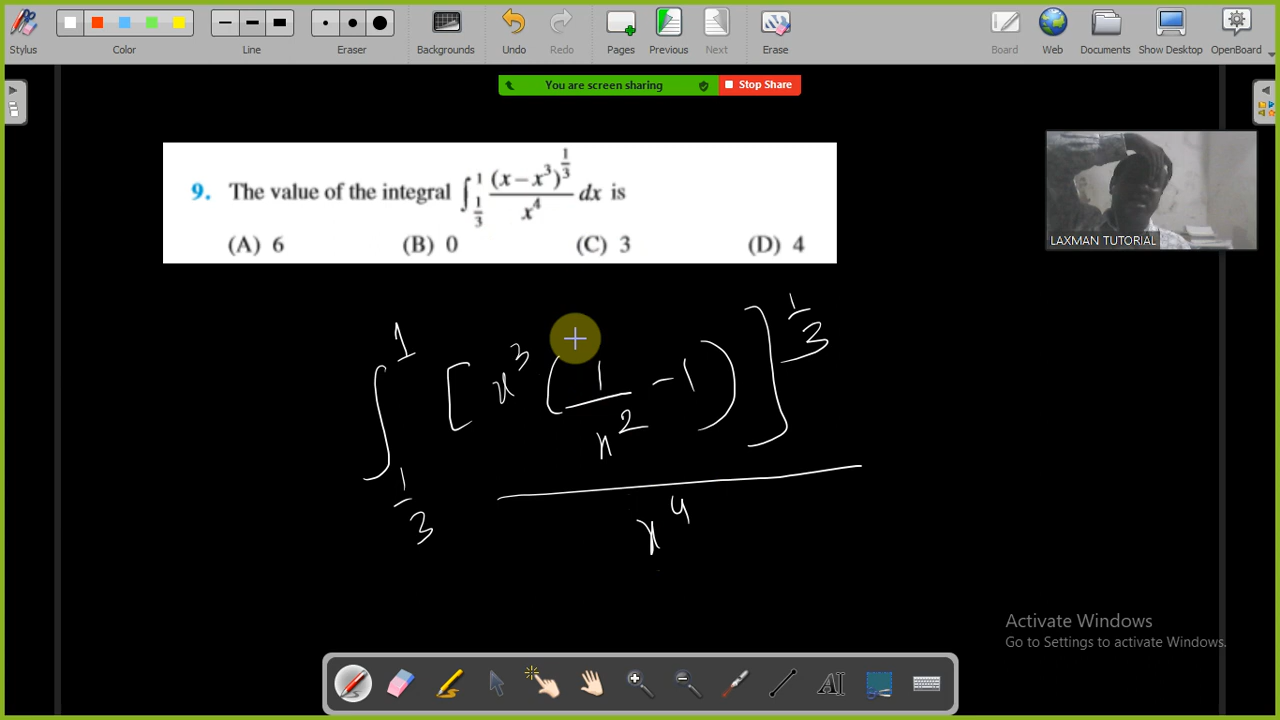 Stylus Color Line Eraser Backgrounds Undo Redo Pages Previous Next Erase Board Web Documents Show Desktop OpenBoard
You are screen sharing Stop Share
9. The value of the integral ∫_{1/3}^{1} (x−x³)^{1/3} / x⁴ dx is
(A) 6 (B) 0 (C) 3 (D) 4
LAXMAN TUTORIAL
∫_{1/3}^{1} [x³(1/x² − 1)]^{1/3} / x⁴
Activate Windows
Go to Settings to activate Windows.
AI